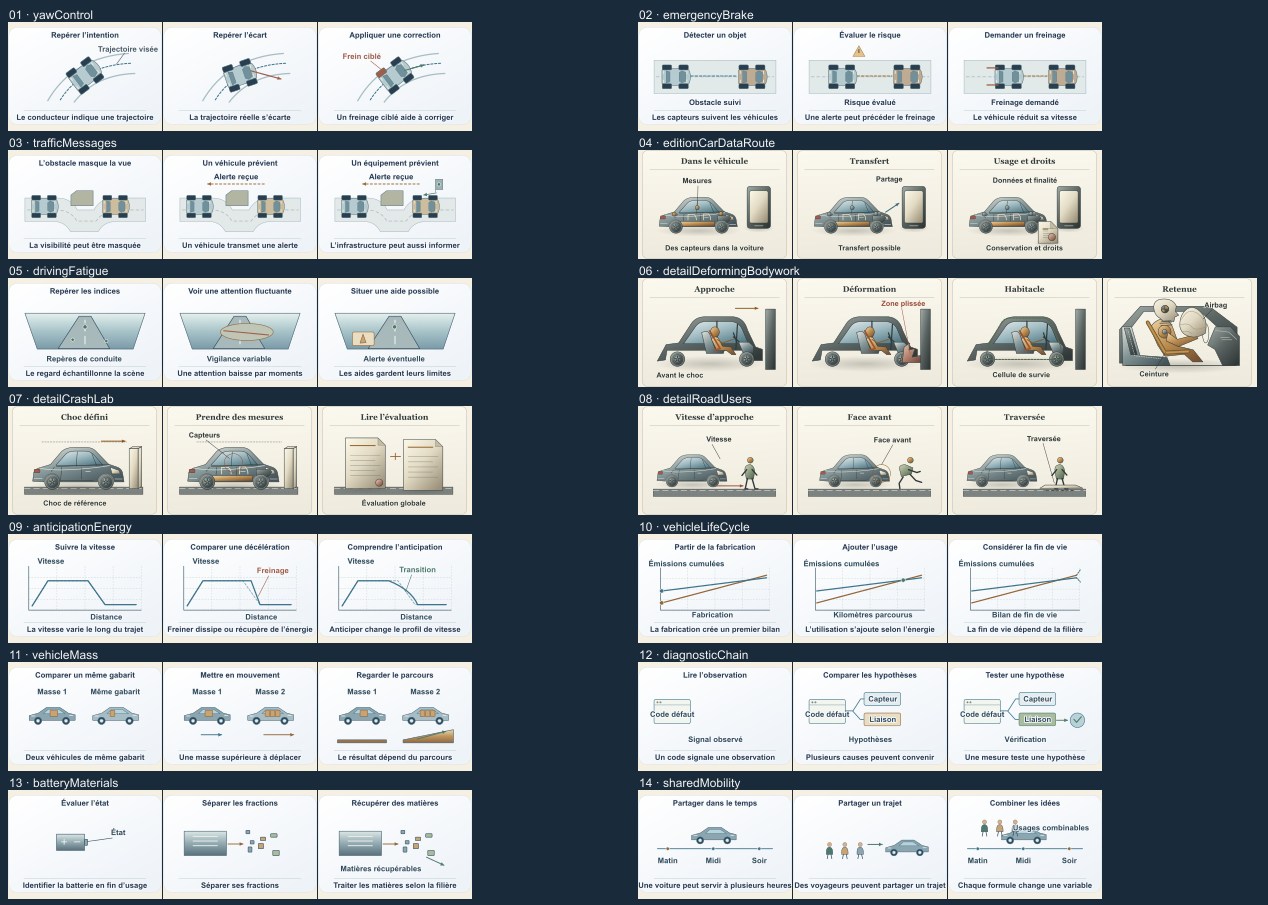 01 · yawControl
Repérer l'intention
Trajectoire visée
Le conducteur indique une trajectoire
Repérer l'écart
La trajectoire réelle s'écarte
Appliquer une correction
Frein ciblé
Un freinage ciblé aide à corriger
02 · emergencyBrake
Détecter un objet
Obstacle suivi
Les capteurs suivent les véhicules
Évaluer le risque
Risque évalué
Une alerte peut précéder le freinage
Demander un freinage
Freinage demandé
Le véhicule réduit sa vitesse
03 · trafficMessages
L'obstacle masque la vue
La visibilité peut être masquée
Un véhicule prévient
Alerte reçue
Un véhicule transmet une alerte
Un équipement prévient
Alerte reçue
L'infrastructure peut aussi informer
04 · editionCarDataRoute
Dans le véhicule
Mesures
Des capteurs dans la voiture
Transfert
Partage
Transfert possible
Usage et droits
Données et finalité
Conservation et droits
05 · drivingFatigue
Repérer les indices
Repères de conduite
Le regard échantillonne la scène
Voir une attention fluctuante
Vigilance variable
Une attention baisse par moments
Situer une aide possible
Alerte éventuelle
Les aides gardent leurs limites
06 · detailDeformingBodywork
Approche
Avant le choc
Déformation
Zone plissée
Habitacle
Cellule de survie
Retenue
Airbag
Ceinture
07 · detailCrashLab
Choc défini
Choc de référence
Prendre des mesures
Capteurs
Lire l'évaluation
Évaluation globale
08 · detailRoadUsers
Vitesse d'approche
Vitesse
Face avant
Face avant
Traversée
Traversée
09 · anticipationEnergy
Suivre la vitesse
Vitesse
Distance
La vitesse varie le long du trajet
Comparer une décélération
Vitesse
Freinage
Distance
Freiner dissipe ou récupère de l'énergie
Comprendre l'anticipation
Vitesse
Transition
Distance
Anticiper change le profil de vitesse
10 · vehicleLifeCycle
Partir de la fabrication
Émissions cumulées
Fabrication
La fabrication crée un premier bilan
Ajouter l'usage
Émissions cumulées
Kilomètres parcourus
L'utilisation s'ajoute selon l'énergie
Considérer la fin de vie
Émissions cumulées
Bilan de fin de vie
La fin de vie dépend de la filière
11 · vehicleMass
Comparer un même gabarit
Masse 1 Même gabarit
Deux véhicules de même gabarit
Mettre en mouvement
Masse 1 Masse 2
Une masse supérieure à déplacer
Regarder le parcours
Masse 1 Masse 2
Le résultat dépend du parcours
12 · diagnosticChain
Lire l'observation
Code défaut
Signal observé
Un code signale une observation
Comparer les hypothèses
Capteur
Code défaut
Liaison
Hypothèses
Plusieurs causes peuvent convenir
Tester une hypothèse
Capteur
Code défaut
Liaison
Vérification
Une mesure teste une hypothèse
13 · batteryMaterials
Évaluer l'état
État
Identifier la batterie en fin d'usage
Séparer les fractions
Séparer ses fractions
Récupérer des matières
Matières récupérables
Traiter les matières selon la filière
14 · sharedMobility
Partager dans le temps
Matin Midi Soir
Une voiture peut servir à plusieurs heures
Partager un trajet
Des voyageurs peuvent partager un trajet
Combiner les idées
Usages combinables
Matin Midi Soir
Chaque formule change une variable